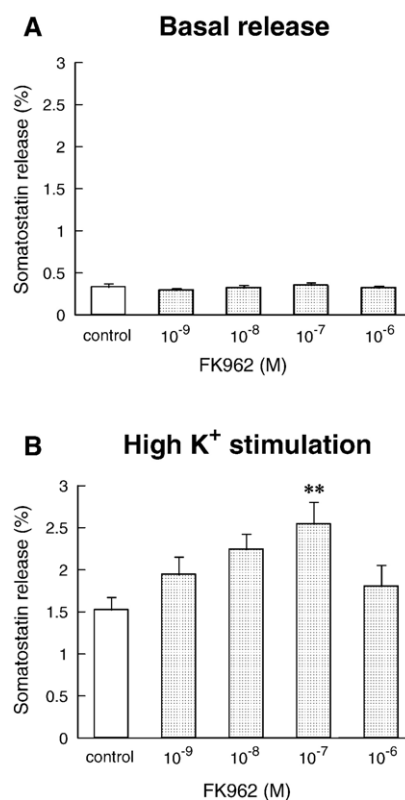 A Basal release
3
2.5
2
1.5
1
0.5
0
Somatostatin release (%)
control 10⁻⁹ 10⁻⁸ 10⁻⁷ 10⁻⁶
FK962 (M)
B High K⁺ stimulation
3
2.5
2
1.5
1
0.5
0
Somatostatin release (%)
**
control 10⁻⁹ 10⁻⁸ 10⁻⁷ 10⁻⁶
FK962 (M)